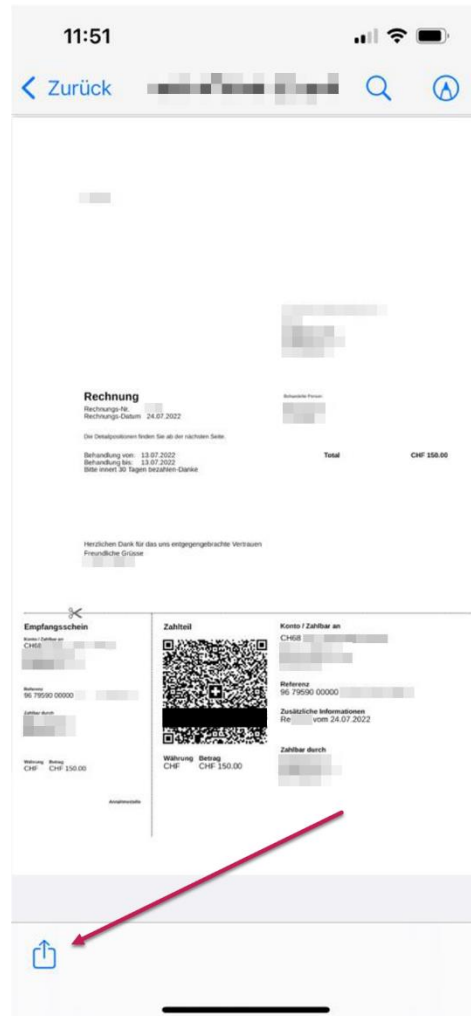 11:51
Zurück
Rechnung
Rechnungs-Nr.
Rechnungs-Datum 24.07.2022
Behandelte Person
Die Detailpositionen finden Sie ab der nächsten Seite.
Behandlung von: 13.07.2022
Behandlung bis: 13.07.2022
Bitte innert 30 Tagen bezahlen-Danke
Total CHF 150.00
Herzlichen Dank für das uns entgegengebrachte Vertrauen
Freundliche Grüsse
Empfangsschein
Konto / Zahlbar an
CH68
Referenz
96 79590 00000
Zahlbar durch
Währung Betrag
CHF CHF 150.00
Annahmestelle
Zahlteil
Währung Betrag
CHF CHF 150.00
Konto / Zahlbar an
CH68
Referenz
96 79590 00000
Zusätzliche Informationen
Re vom 24.07.2022
Zahlbar durch